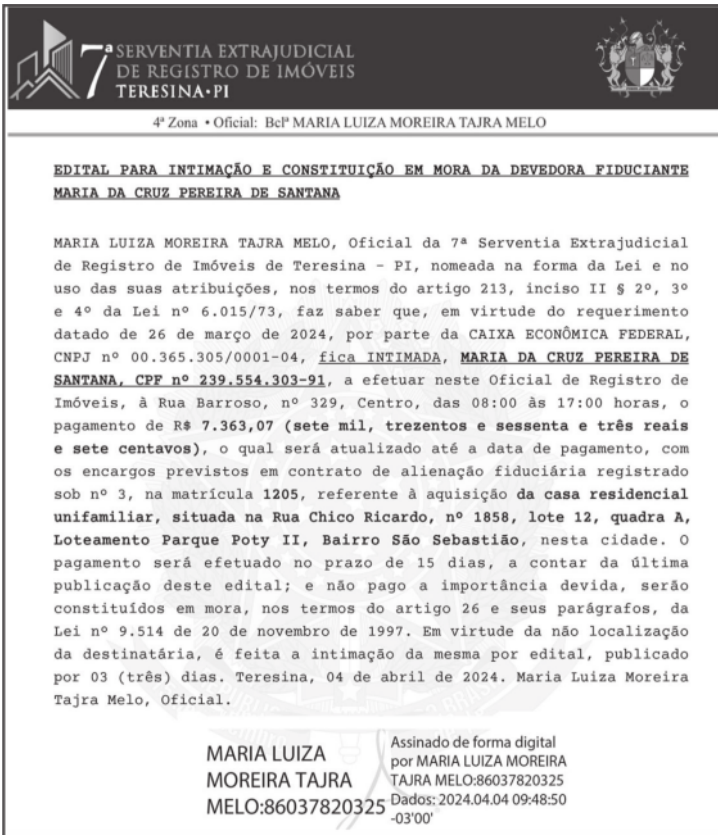 7ª SERVENTIA EXTRAJUDICIAL
DE REGISTRO DE IMÓVEIS
TERESINA•PI
4ª Zona • Oficial: Belª MARIA LUIZA MOREIRA TAJRA MELO
EDITAL PARA INTIMAÇÃO E CONSTITUIÇÃO EM MORA DA DEVEDORA FIDUCIANTE
MARIA DA CRUZ PEREIRA DE SANTANA
MARIA LUIZA MOREIRA TAJRA MELO, Oficial da 7ª Serventia Extrajudicial
de Registro de Imóveis de Teresina - PI, nomeada na forma da Lei e no
uso das suas atribuições, nos termos do artigo 213, inciso II § 2º, 3º
e 4º da Lei nº 6.015/73, faz saber que, em virtude do requerimento
datado de 26 de março de 2024, por parte da CAIXA ECONÔMICA FEDERAL,
CNPJ nº 00.365.305/0001-04, fica INTIMADA, MARIA DA CRUZ PEREIRA DE
SANTANA, CPF nº 239.554.303-91, a efetuar neste Oficial de Registro de
Imóveis, à Rua Barroso, nº 329, Centro, das 08:00 às 17:00 horas, o
pagamento de R$ 7.363,07 (sete mil, trezentos e sessenta e três reais
e sete centavos), o qual será atualizado até a data de pagamento, com
os encargos previstos em contrato de alienação fiduciária registrado
sob nº 3, na matrícula 1205, referente à aquisição da casa residencial
unifamiliar, situada na Rua Chico Ricardo, nº 1858, lote 12, quadra A,
Loteamento Parque Poty II, Bairro São Sebastião, nesta cidade. O
pagamento será efetuado no prazo de 15 dias, a contar da última
publicação deste edital; e não pago a importância devida, serão
constituídos em mora, nos termos do artigo 26 e seus parágrafos, da
Lei nº 9.514 de 20 de novembro de 1997. Em virtude da não localização
da destinatária, é feita a intimação da mesma por edital, publicado
por 03 (três) dias. Teresina, 04 de abril de 2024. Maria Luiza Moreira
Tajra Melo, Oficial.
MARIA LUIZA
MOREIRA TAJRA
MELO:86037820325
Assinado de forma digital
por MARIA LUIZA MOREIRA
TAJRA MELO:86037820325
Dados: 2024.04.04 09:48:50
-03'00'